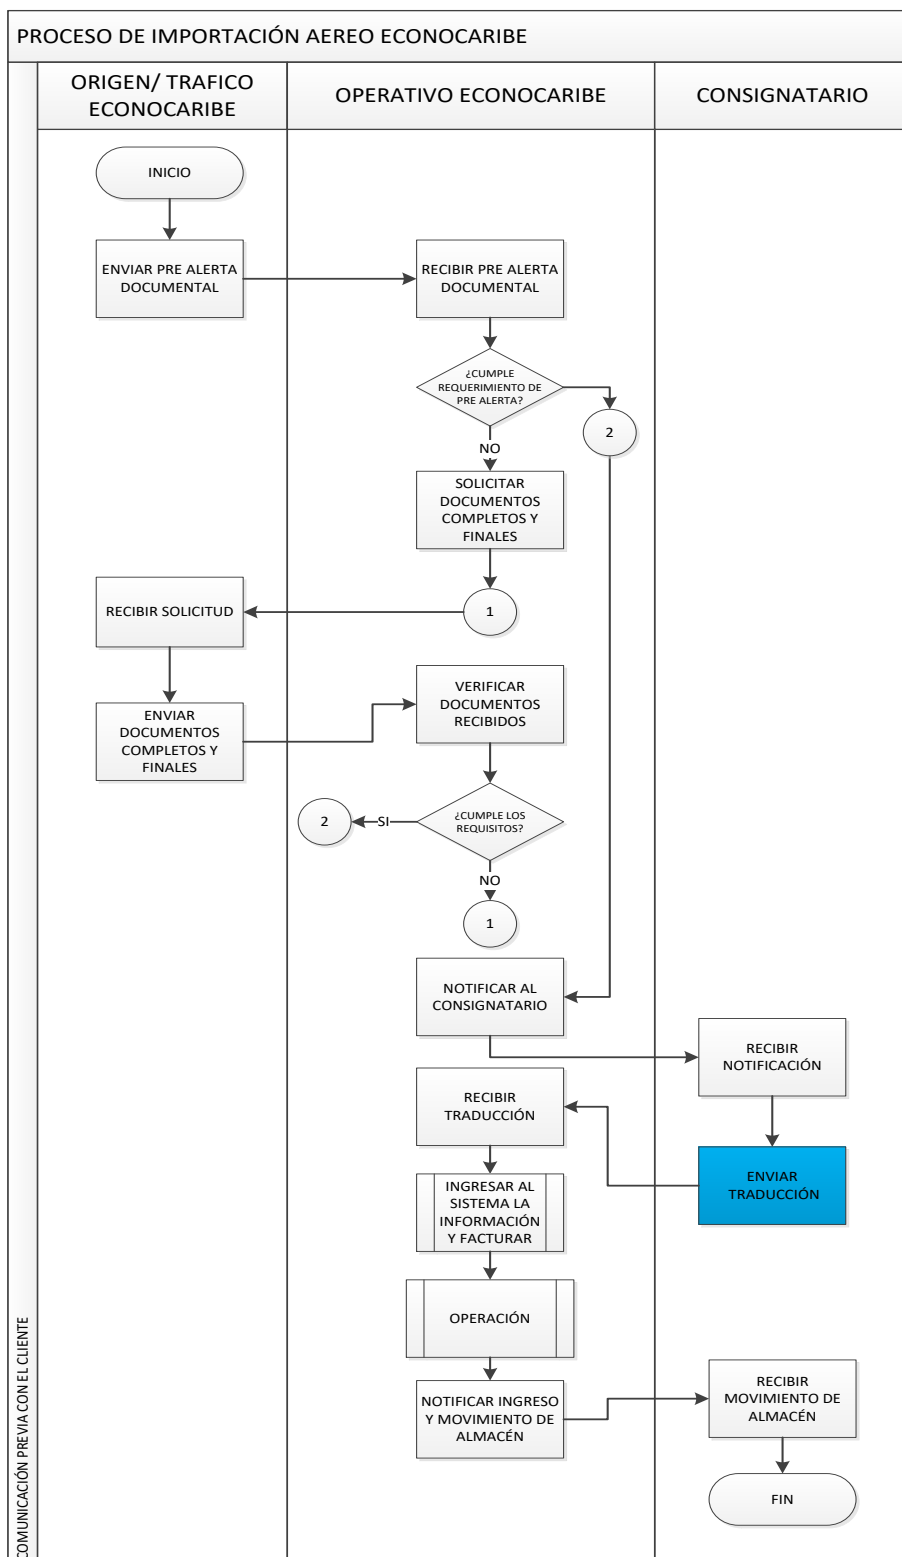 PROCESO DE IMPORTACIÓN AEREO ECONOCARIBE
ORIGEN/ TRAFICO
ECONOCARIBE
OPERATIVO ECONOCARIBE
CONSIGNATARIO
INICIO
ENVIAR PRE ALERTA
DOCUMENTAL
RECIBIR PRE ALERTA
DOCUMENTAL
¿CUMPLE
REQUERIMIENTO DE
PRE ALERTA?
2
NO
SOLICITAR
DOCUMENTOS
COMPLETOS Y
FINALES
RECIBIR SOLICITUD
1
ENVIAR
DOCUMENTOS
COMPLETOS Y
FINALES
VERIFICAR
DOCUMENTOS
RECIBIDOS
2
SI
¿CUMPLE LOS
REQUISITOS?
NO
1
NOTIFICAR AL
CONSIGNATARIO
RECIBIR
NOTIFICACIÓN
RECIBIR
TRADUCCIÓN
ENVIAR
TRADUCCIÓN
INGRESAR AL
SISTEMA LA
INFORMACIÓN
Y FACTURAR
OPERACIÓN
NOTIFICAR INGRESO
Y MOVIMIENTO DE
ALMACÉN
RECIBIR
MOVIMIENTO DE
ALMACÉN
FIN
COMUNICACIÓN PREVIA CON EL CLIENTE